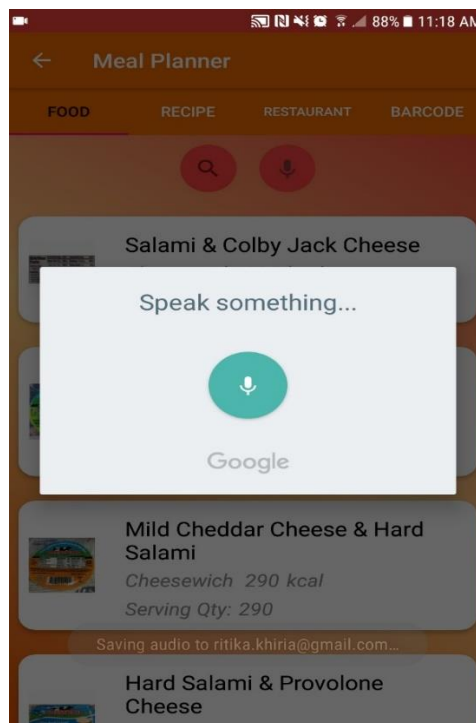 88% 11:18 AM
Meal Planner
FOOD RECIPE RESTAURANT BARCODE
Salami & Colby Jack Cheese
Speak something...
Google
Mild Cheddar Cheese & Hard
Salami
Cheesewich 290 kcal
Serving Qty: 290
Saving audio to ritika.khiria@gmail.com...
Hard Salami & Provolone
Cheese